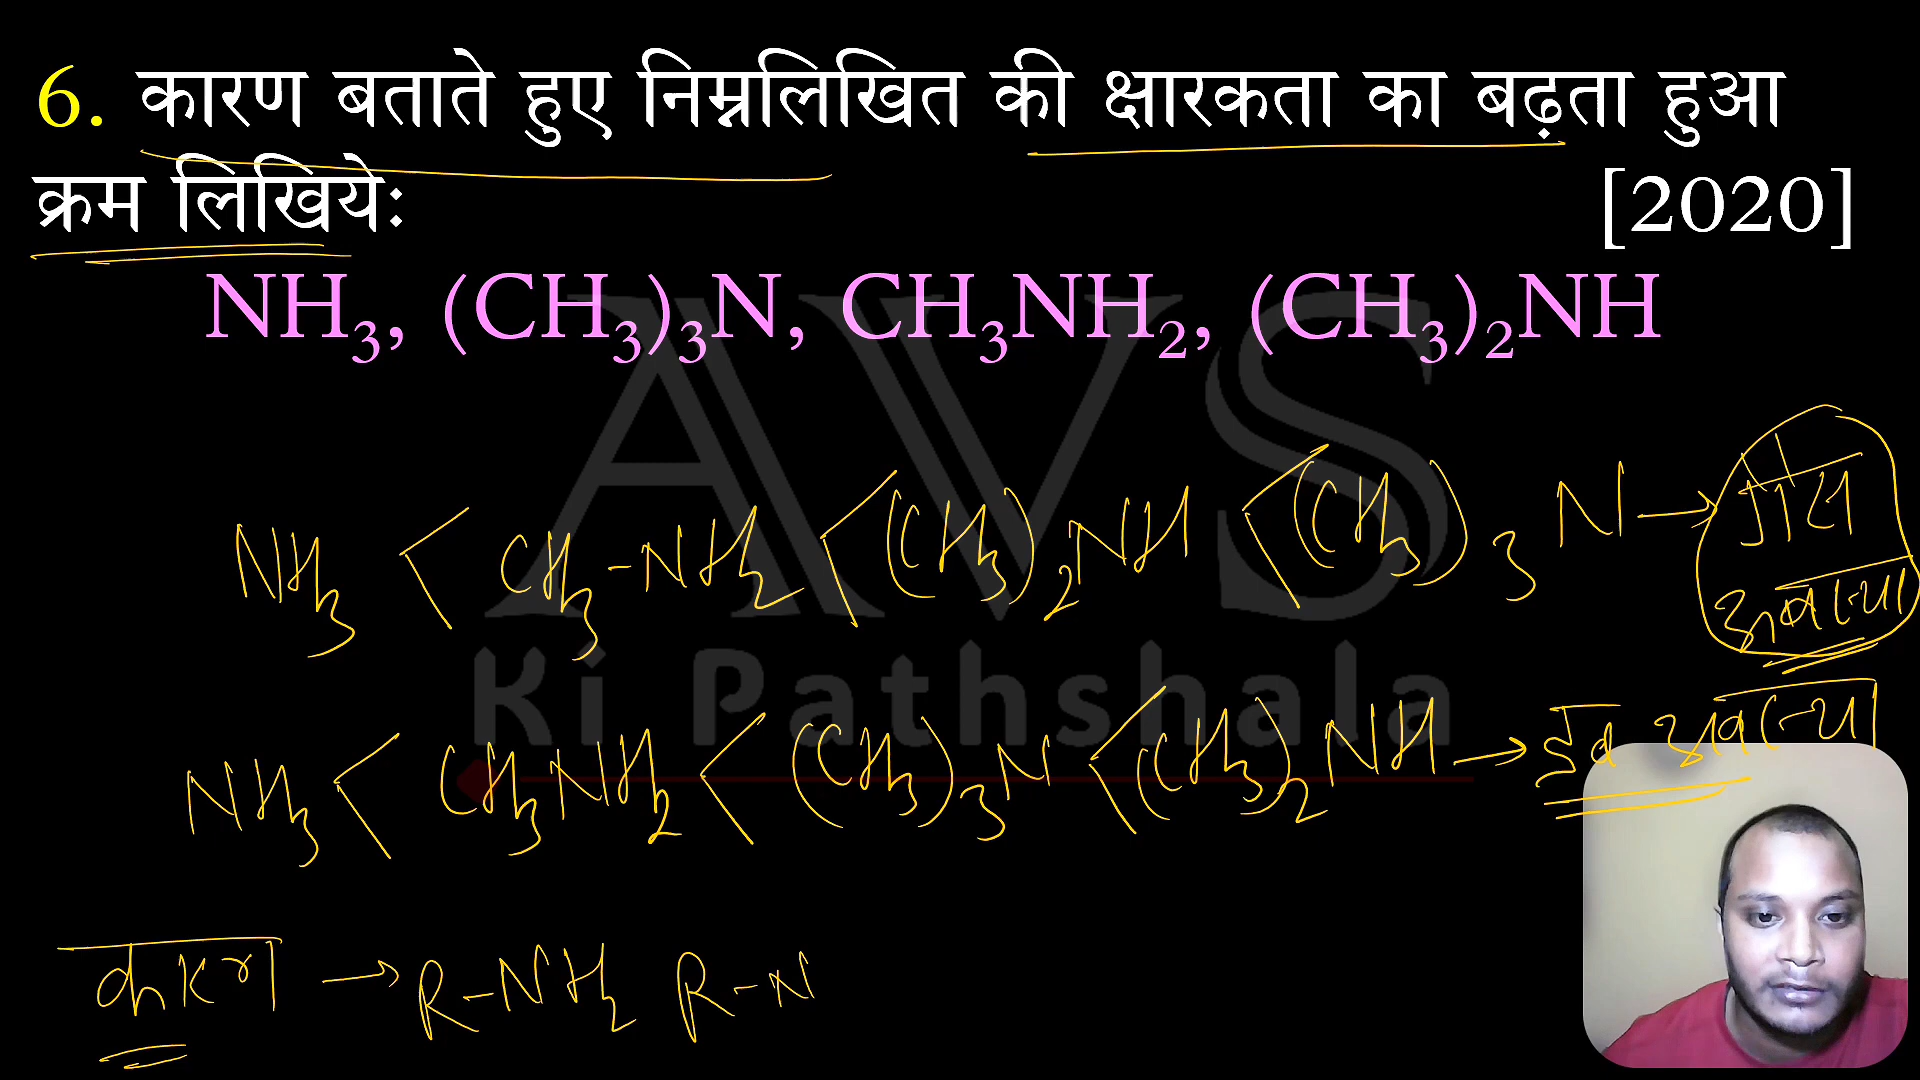 6. कारण बताते हुए निम्नलिखित की क्षारकता का बढ़ता हुआ
क्रम लिखियेः [2020]
NH₃, (CH₃)₃N, CH₃NH₂, (CH₃)₂NH
AVS
Ki Pathshala
NH₃ < CH₃-NH₂ < (CH₃)₂NH < (CH₃)₃N → गैस अवस्था
NH₃ < CH₃NH₂ < (CH₃)₃N < (CH₃)₂NH → द्रव अवस्था
कारण → R-NH₂ R-N